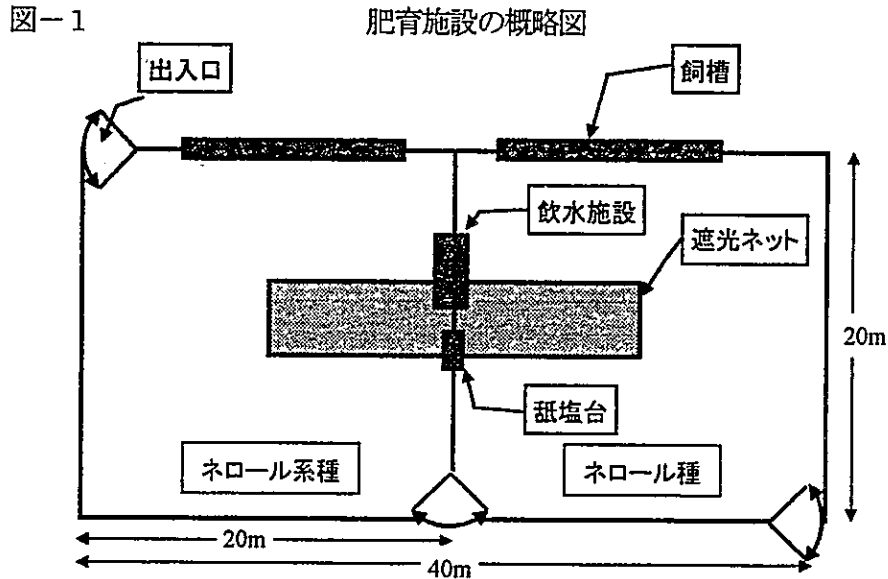 図－1
肥育施設の概略図
出入口
飼槽
飲水施設
遮光ネット
20m
舐塩台
ネロール系種
ネロール種
20m
40m